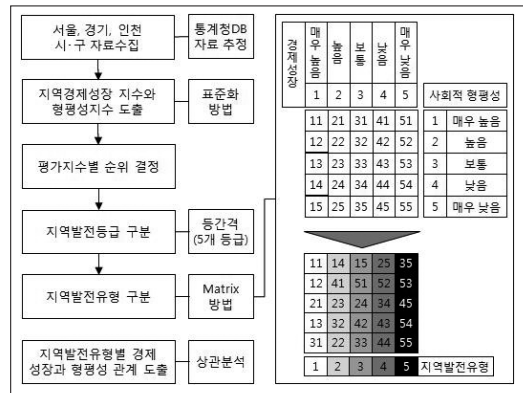 서울, 경기, 인천
시·구 자료수집
통계청DB
자료 추정
지역경제성장 지수와
형평성지수 도출
표준화
방법
평가지수별 순위 결정
지역발전등급 구분
등간격
(5개 등급)
지역발전유형 구분
Matrix
방법
지역발전유형별 경제
성장과 형평성 관계 도출
상관분석
경제성장
매우 높음
높음
보통
낮음
매우 낮음
1 2 3 4 5 사회적 형평성
11 21 31 41 51 1 매우 높음
12 22 32 42 52 2 높음
13 23 33 43 53 3 보통
14 24 34 44 54 4 낮음
15 25 35 45 55 5 매우 낮음
11 14 15 25 35
12 41 51 52 53
21 23 24 34 45
13 32 42 43 54
31 22 33 44 55
1 2 3 4 5 지역발전유형